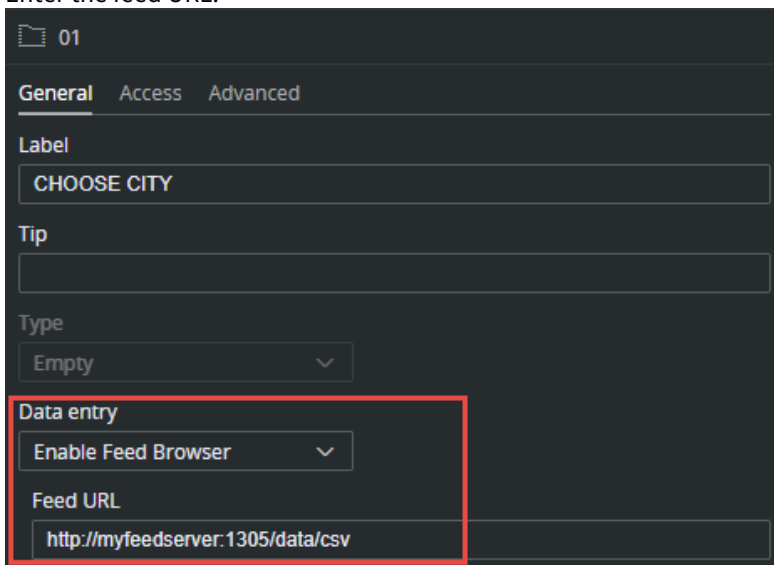 Enter the feed URL.
01
General Access Advanced
Label
CHOOSE CITY
Tip
Type
Empty
Data entry
Enable Feed Browser
Feed URL
http://myfeedserver:1305/data/csv